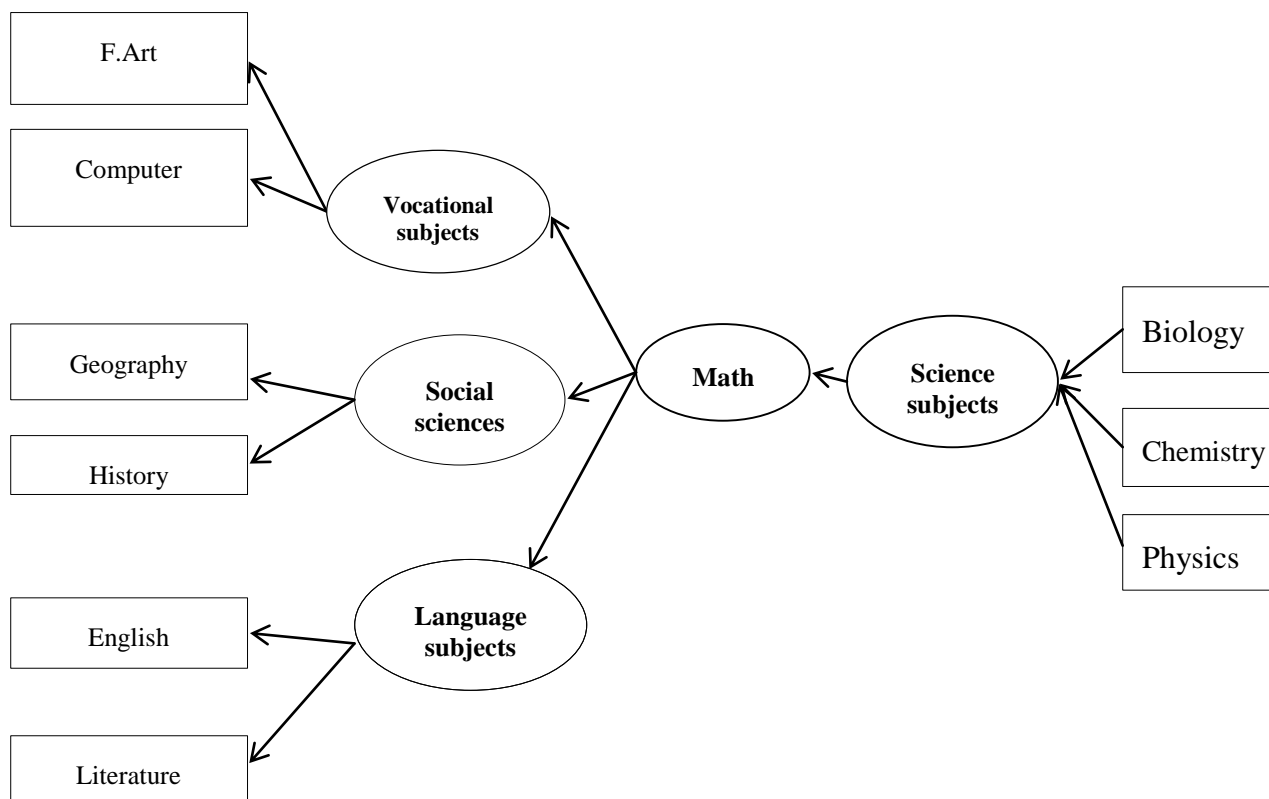 F.Art
Computer
Vocational
subjects
Geography
History
Social
sciences
Math
Science
subjects
Biology
Chemistry
Physics
Language
subjects
English
Literature